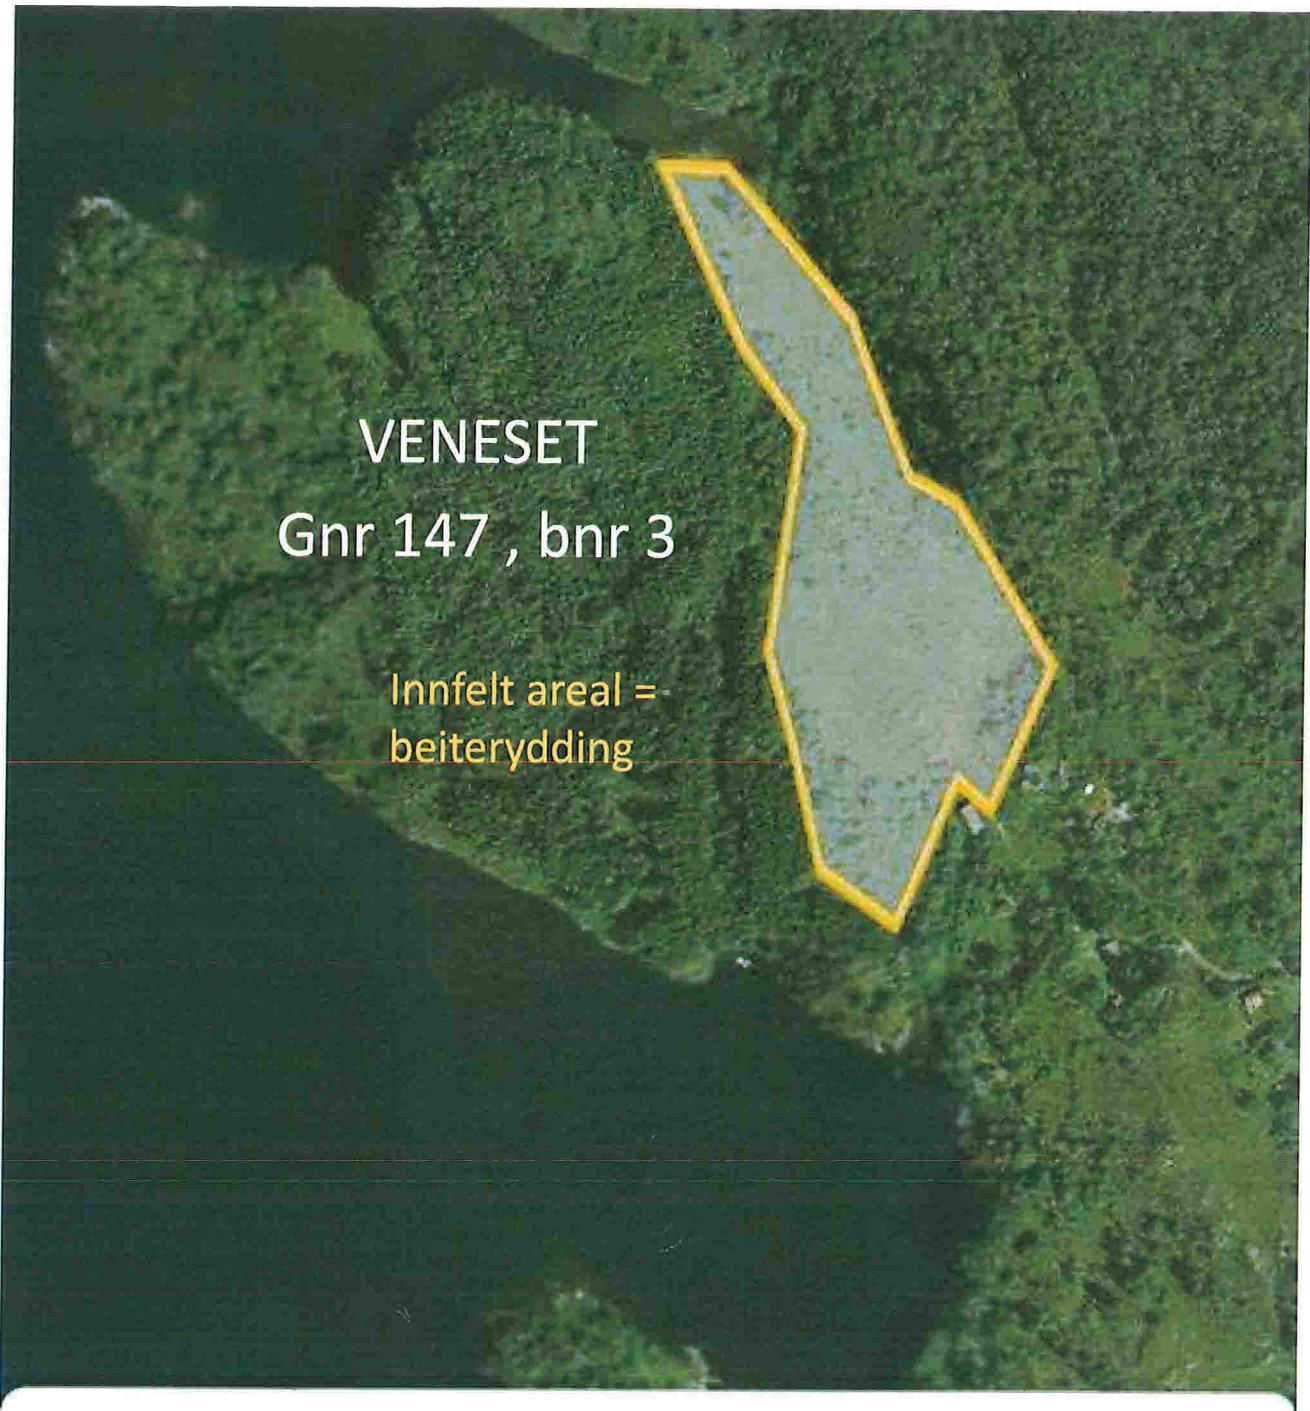 VENESET
Gnr 147 , bnr 3
Innfelt areal =
beiterydding